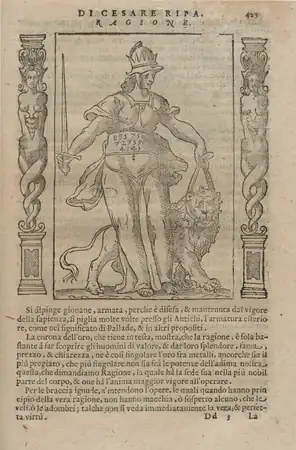 DI CESARE RIPA. 425
RAGIONE.
Si dipinge giouane, armata, perche è difesa, & mantenuta dal vigore
della sapienza, & si piglia molte volte presso gli Antichi, l'armatura esterio
re, come nel significato di Pallade, & in altri propositi.
La corona dell'oro, che tiene in testa, mostra, che la ragione, è sola ba-
stante à far scoprire gli huomini di valore, & dar loro splendore, fama,
prezzo, & chiarezza, ne è così singolare l'oro fra metalli, ancorche sia il
più pregiato, che più singolare non sia frà le potenze dell'anima nostra
questa, che dimandiamo Ragione, la quale hà la sede sua nella più nobil
parte del corpo, & oue hà l'anima maggior vigore all'operare.
Per le braccia ignude, s'intendono l'opere, le quali quando hanno prin
cipio della vera ragione, non hanno macchia, ò sospetto alcuno, che le
veli, ò le adombri; talche non si veda immediatamente la vera, & perfet-
ta virtù. Dd 5 La